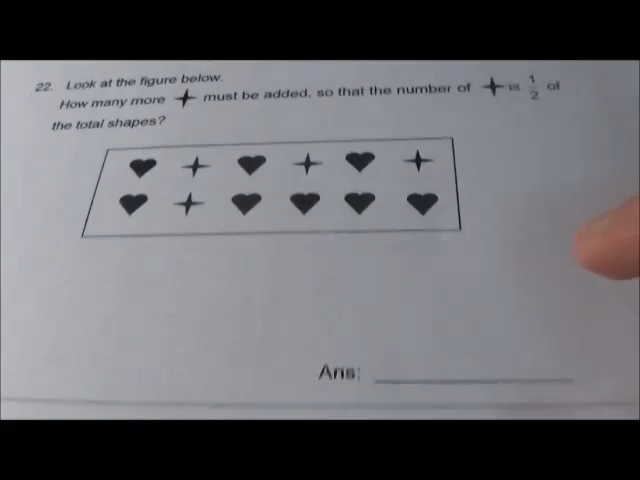 22. Look at the figure below.
How many more must be added, so that the number of is 1/2 of
the total shapes?
Ans: